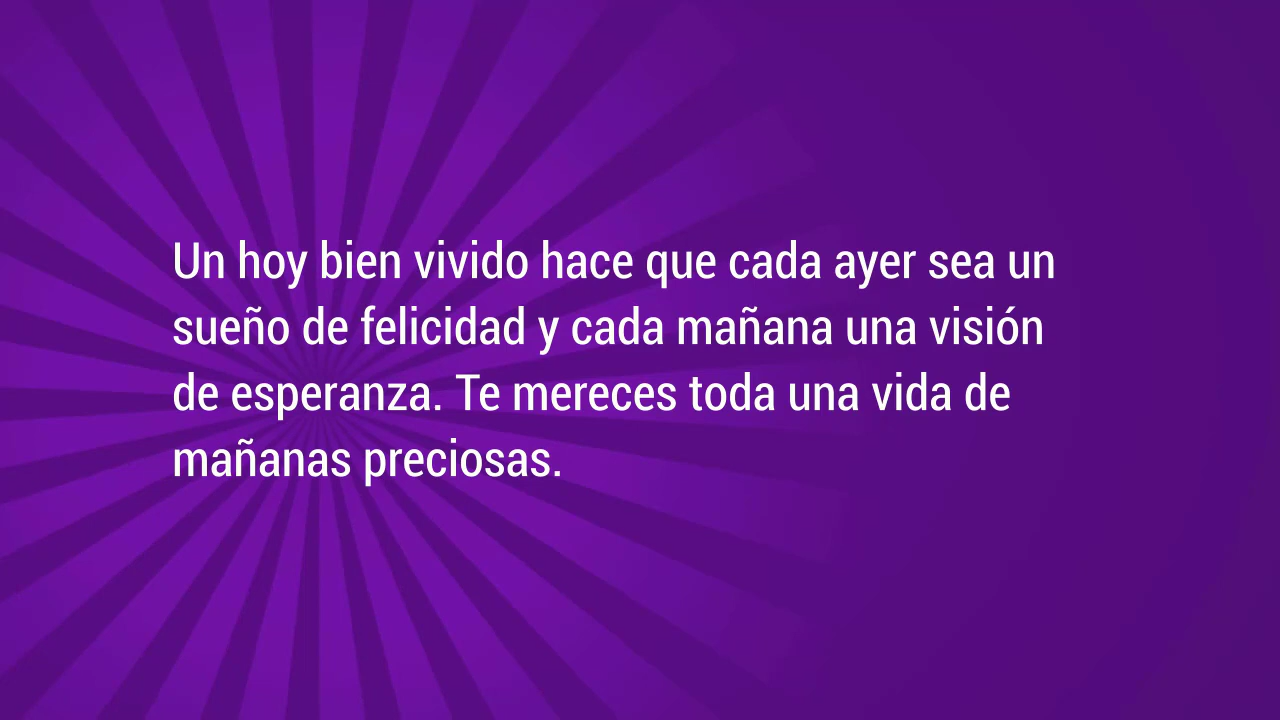 Un hoy bien vivido hace que cada ayer sea un
sueño de felicidad y cada mañana una visión
de esperanza. Te mereces toda una vida de
mañanas preciosas.